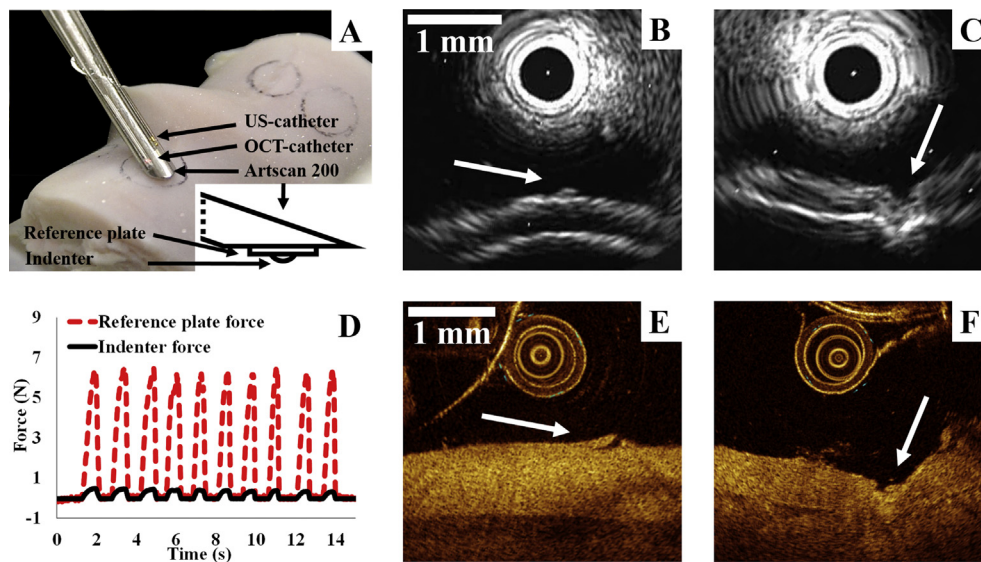 A
US-catheter
OCT-catheter
Artscan 200
Reference plate
Indenter
1 mm
B
C
D
9
7
5
3
1
-1
Force (N)
Reference plate force
Indenter force
0 2 4 6 8 10 12 14
Time (s)
1 mm
E
F